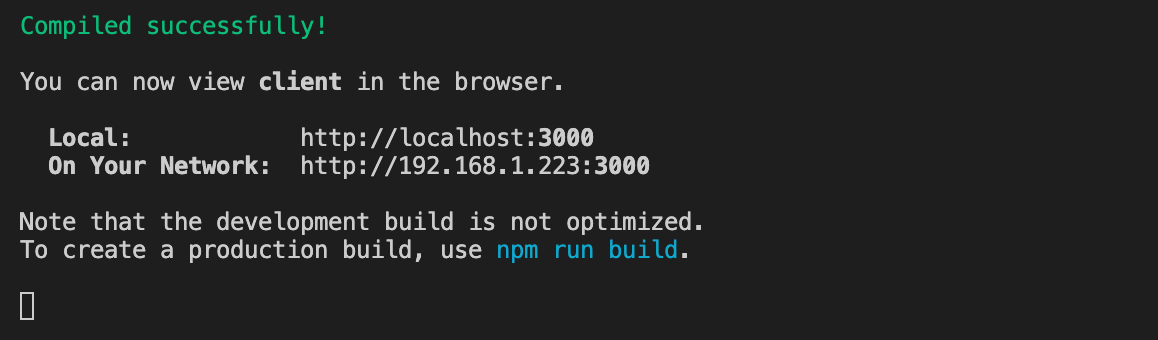 Compiled successfully!
You can now view client in the browser.
Local: http://localhost:3000
On Your Network: http://192.168.1.223:3000
Note that the development build is not optimized.
To create a production build, use npm run build.